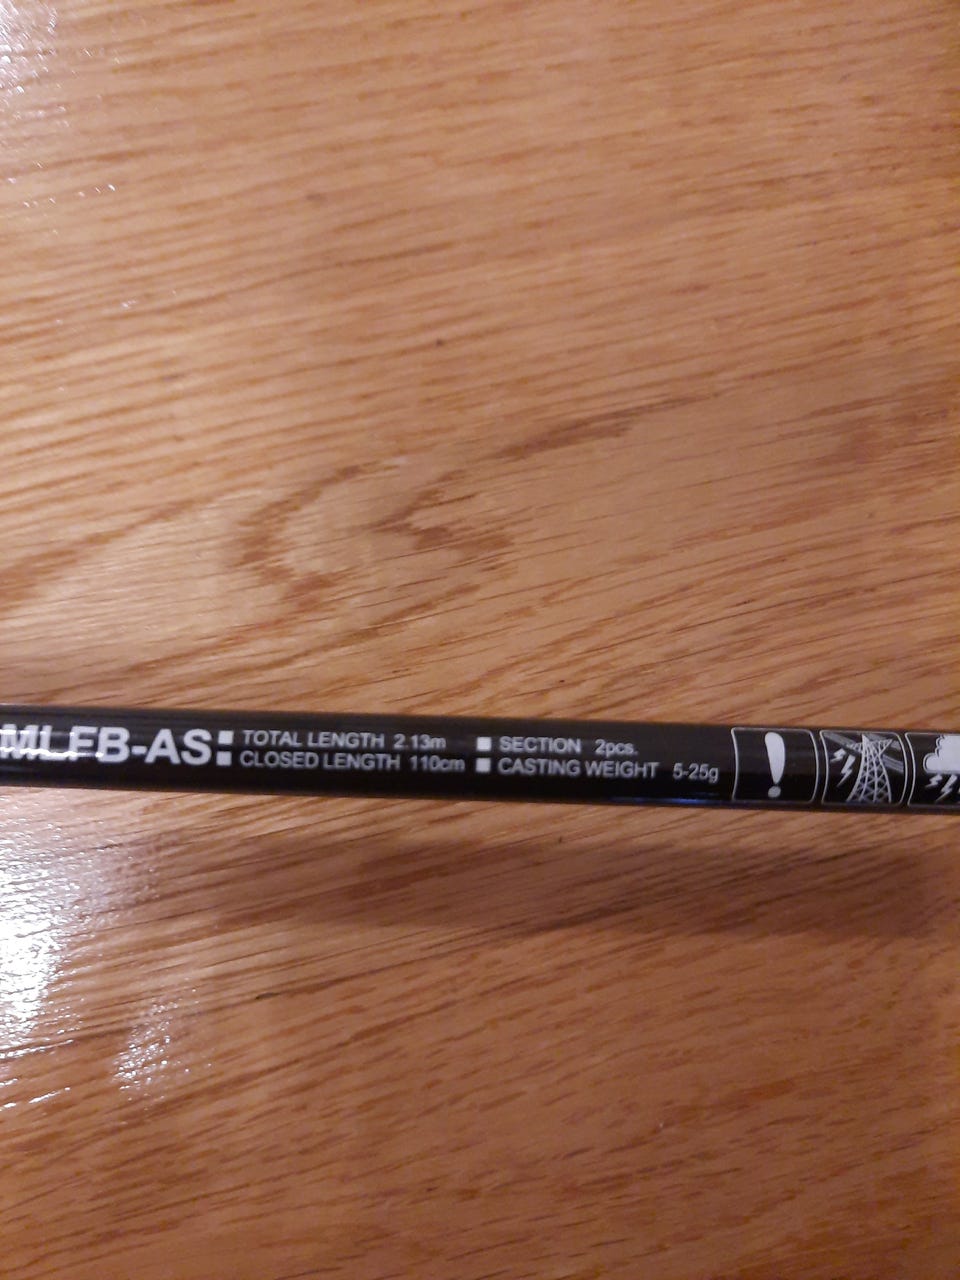 MLFB-AS
■ TOTAL LENGTH 2.13m ■ SECTION 2pcs.
■ CLOSED LENGTH 110cm ■ CASTING WEIGHT 5-25g
!